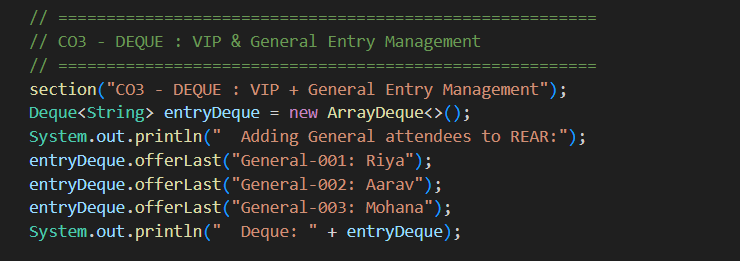 // =====================================================
// CO3 - DEQUE : VIP & General Entry Management
// =====================================================
section("CO3 - DEQUE : VIP + General Entry Management");
Deque<String> entryDeque = new ArrayDeque<>();
System.out.println("  Adding General attendees to REAR:");
entryDeque.offerLast("General-001: Riya");
entryDeque.offerLast("General-002: Aarav");
entryDeque.offerLast("General-003: Mohana");
System.out.println("  Deque: " + entryDeque);